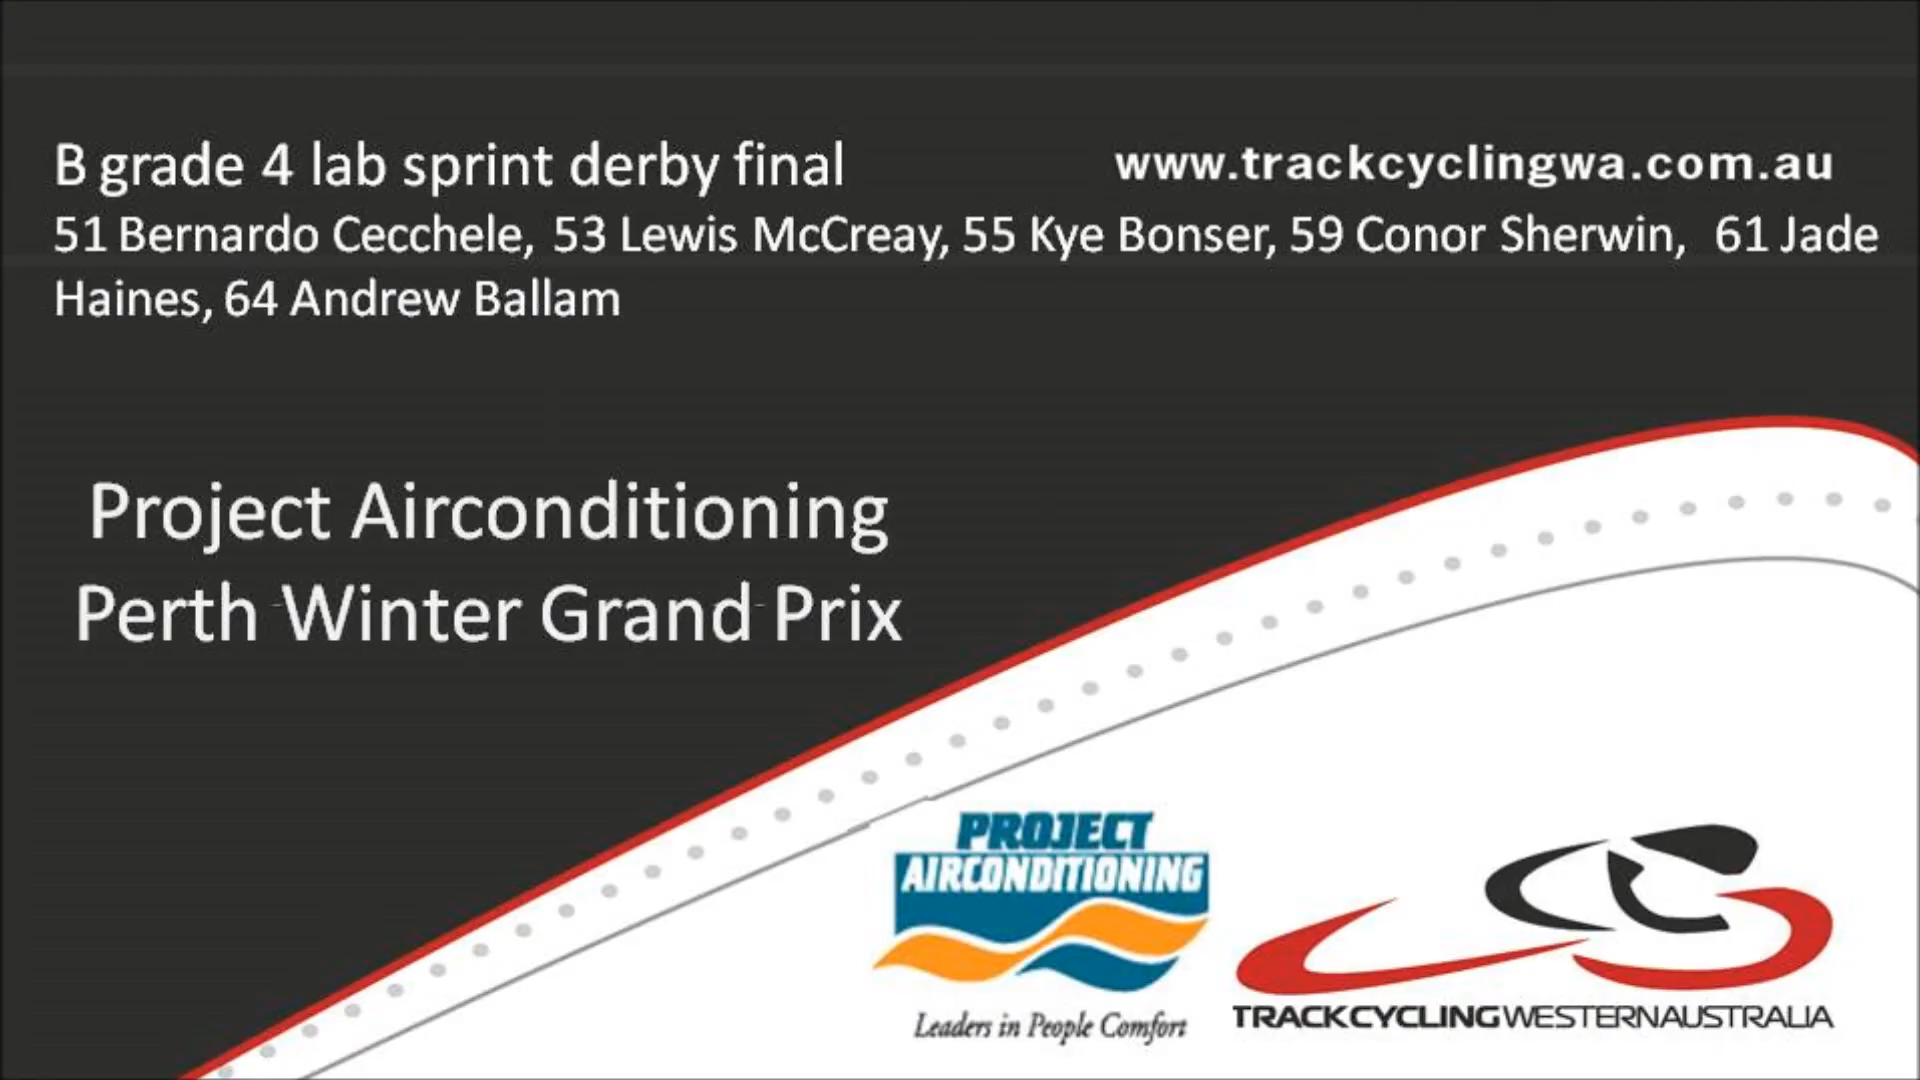 B grade 4 lab sprint derby final
www.trackcyclingwa.com.au
51 Bernardo Cecchele, 53 Lewis McCreay, 55 Kye Bonser, 59 Conor Sherwin, 61 Jade
Haines, 64 Andrew Ballam
Project Airconditioning
Perth Winter Grand Prix
PROJECT
AIRCONDITIONING
Leaders in People Comfort
TRACKCYCLINGWESTERNAUSTRALIA